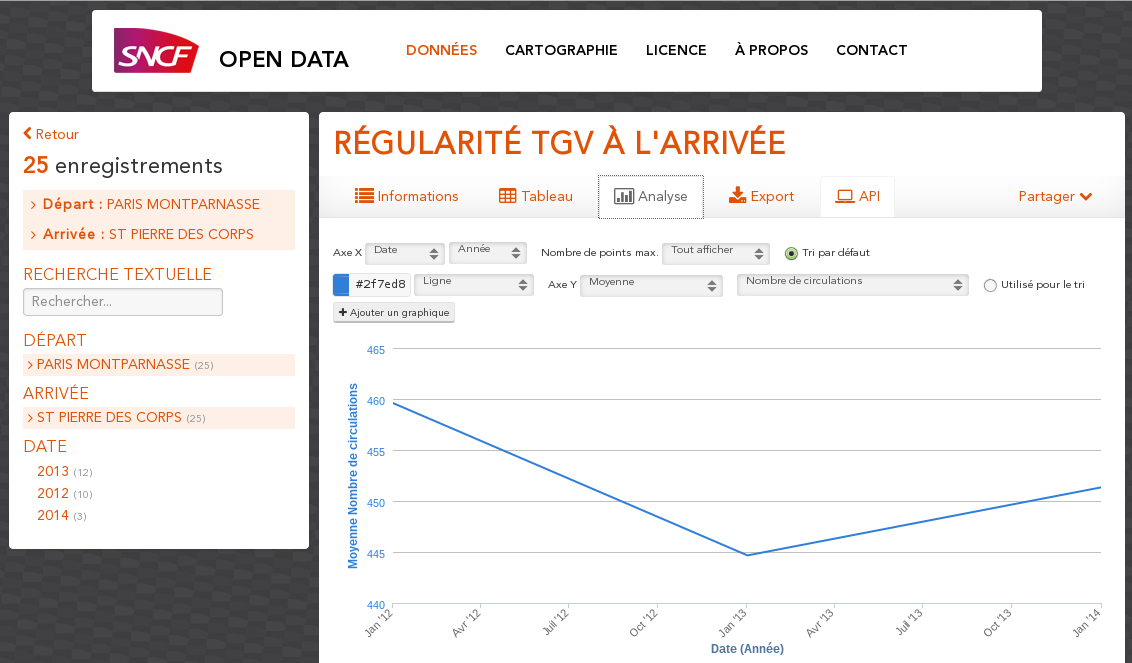 SNCF OPEN DATA
DONNÉES CARTOGRAPHIE LICENCE À PROPOS CONTACT
Retour
25 enregistrements
Départ : PARIS MONTPARNASSE
Arrivée : ST PIERRE DES CORPS
RECHERCHE TEXTUELLE
Rechercher...
DÉPART
PARIS MONTPARNASSE (25)
ARRIVÉE
ST PIERRE DES CORPS (25)
DATE
2013 (12)
2012 (10)
2014 (3)
RÉGULARITÉ TGV À L'ARRIVÉE
Informations Tableau Analyse Export API Partager
Axe X Date Année Nombre de points max. Tout afficher Tri par défaut
#2f7ed8 Ligne Axe Y Moyenne Nombre de circulations Utilisé pour le tri
Ajouter un graphique
Moyenne Nombre de circulations
465
460
455
450
445
440
Jan '12 Avr '12 Juil '12 Oct '12 Jan '13 Avr '13 Juil '13 Oct '13 Jan '14
Date (Année)